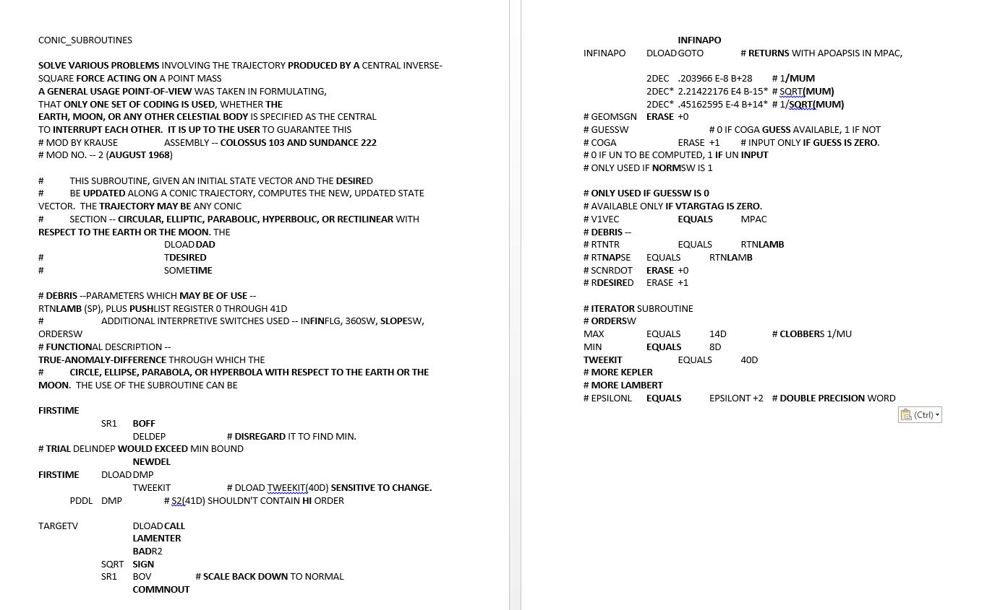 CONIC_SUBROUTINES
SOLVE VARIOUS PROBLEMS INVOLVING THE TRAJECTORY PRODUCED BY A CENTRAL INVERSE-
SQUARE FORCE ACTING ON A POINT MASS
A GENERAL USAGE POINT-OF-VIEW WAS TAKEN IN FORMULATING,
THAT ONLY ONE SET OF CODING IS USED, WHETHER THE
EARTH, MOON, OR ANY OTHER CELESTIAL BODY IS SPECIFIED AS THE CENTRAL
TO INTERRUPT EACH OTHER.  IT IS UP TO THE USER TO GUARANTEE THIS
# MOD BY KRAUSE ASSEMBLY -- COLOSSUS 103 AND SUNDANCE 222
# MOD NO. -- 2 (AUGUST 1968)
# THIS SUBROUTINE, GIVEN AN INITIAL STATE VECTOR AND THE DESIRED
# BE UPDATED ALONG A CONIC TRAJECTORY, COMPUTES THE NEW, UPDATED STATE
VECTOR.  THE TRAJECTORY MAY BE ANY CONIC
# SECTION -- CIRCULAR, ELLIPTIC, PARABOLIC, HYPERBOLIC, OR RECTILINEAR WITH
RESPECT TO THE EARTH OR THE MOON. THE
DLOAD DAD
# TDESIRED
# SOMETIME
# DEBRIS --PARAMETERS WHICH MAY BE OF USE --
RTNLAMB (SP), PLUS PUSHLIST REGISTER 0 THROUGH 41D
# ADDITIONAL INTERPRETIVE SWITCHES USED -- INFINFLG, 360SW, SLOPESW,
ORDERSW
# FUNCTIONAL DESCRIPTION --
TRUE-ANOMALY-DIFFERENCE THROUGH WHICH THE
# CIRCLE, ELLIPSE, PARABOLA, OR HYPERBOLA WITH RESPECT TO THE EARTH OR THE
MOON.  THE USE OF THE SUBROUTINE CAN BE
FIRSTIME
SR1 BOFF
DELDEP # DISREGARD IT TO FIND MIN.
# TRIAL DELINDEP WOULD EXCEED MIN BOUND
NEWDEL
FIRSTIME DLOAD DMP
TWEEKIT # DLOAD TWEEKIT(40D) SENSITIVE TO CHANGE.
PDDL DMP # S2(41D) SHOULDN'T CONTAIN HI ORDER
TARGETV DLOAD CALL
LAMENTER
BADR2
SQRT SIGN
SR1 BOV # SCALE BACK DOWN TO NORMAL
COMMNOUT
INFINAPO
INFINAPO DLOAD GOTO # RETURNS WITH APOAPSIS IN MPAC,
2DEC .203966 E-8 B+28 # 1/MUM
2DEC* 2.21422176 E4 B-15* # SQRT(MUM)
2DEC* .45162595 E-4 B+14* # 1/SQRT(MUM)
# GEOMSGN ERASE +0
# GUESSW # 0 IF COGA GUESS AVAILABLE, 1 IF NOT
# COGA ERASE +1 # INPUT ONLY IF GUESS IS ZERO.
# 0 IF UN TO BE COMPUTED, 1 IF UN INPUT
# ONLY USED IF NORMSW IS 1
# ONLY USED IF GUESSW IS 0
# AVAILABLE ONLY IF VTARGTAG IS ZERO.
# V1VEC EQUALS MPAC
# DEBRIS --
# RTNTR EQUALS RTNLAMB
# RTNAPSE EQUALS RTNLAMB
# SCNRDOT ERASE +0
# RDESIRED ERASE +1
# ITERATOR SUBROUTINE
# ORDERSW
MAX EQUALS 14D # CLOBBERS 1/MU
MIN EQUALS 8D
TWEEKIT EQUALS 40D
# MORE KEPLER
# MORE LAMBERT
# EPSILONL EQUALS EPSILONT +2 # DOUBLE PRECISION WORD
(Ctrl)